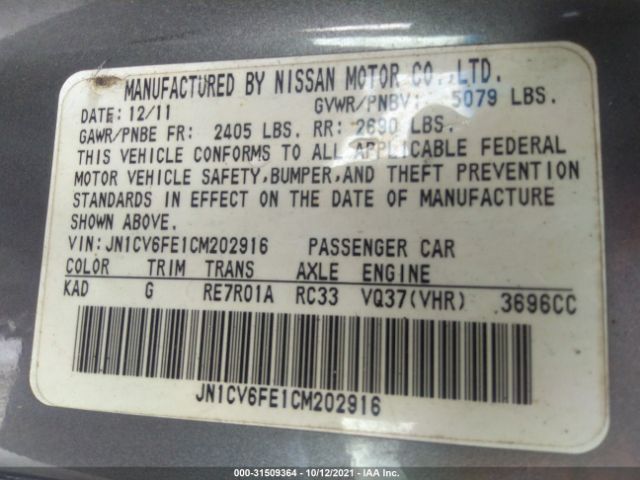 MANUFACTURED BY NISSAN MOTOR CO.,LTD.
DATE: 12/11 GVWR/PNBV: 5079 LBS.
GAWR/PNBE FR: 2405 LBS. RR: 2690 LBS.
THIS VEHICLE CONFORMS TO ALL APPLICABLE FEDERAL
MOTOR VEHICLE SAFETY,BUMPER,AND THEFT PREVENTION
STANDARDS IN EFFECT ON THE DATE OF MANUFACTURE
SHOWN ABOVE.
VIN:JN1CV6FE1CM202916 PASSENGER CAR
COLOR TRIM TRANS AXLE ENGINE
KAD G RE7R01A RC33 VQ37(VHR) 3696CC
JN1CV6FE1CM202916
000-31509364 - 10/12/2021 - IAA Inc.